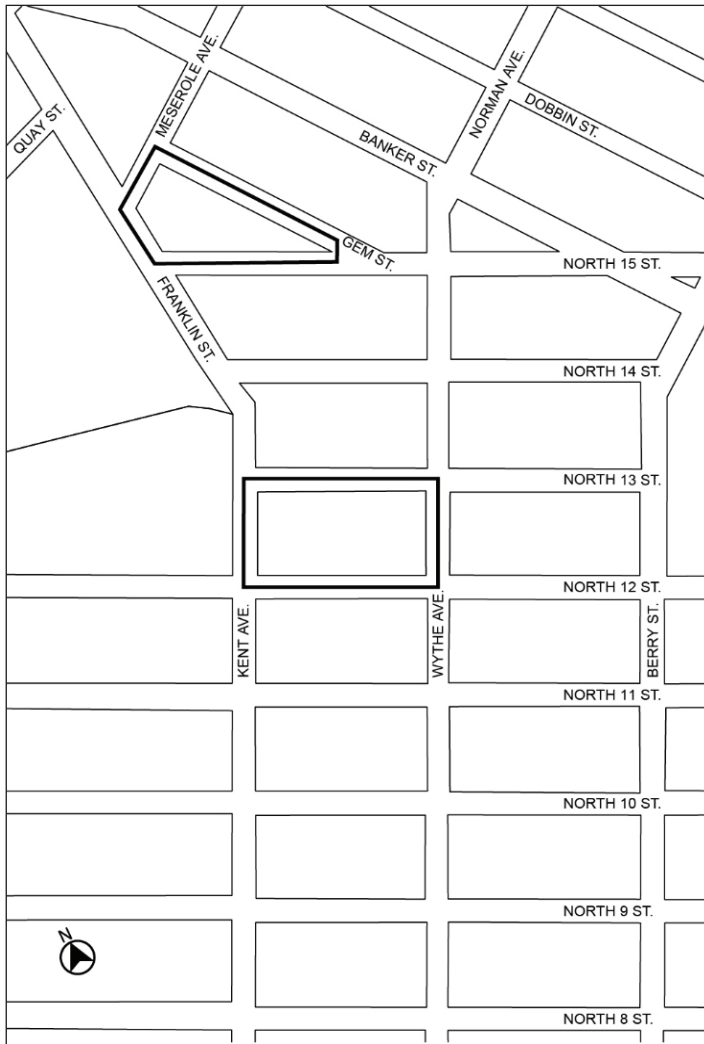 MESEROLE AVE.
NORMAN AVE.
DOBBIN ST.
QUAY ST.
BANKER ST.
GEM ST.
NORTH 15 ST.
FRANKLIN ST.
NORTH 14 ST.
NORTH 13 ST.
NORTH 12 ST.
KENT AVE.
WYTHE AVE.
BERRY ST.
NORTH 11 ST.
NORTH 10 ST.
NORTH 9 ST.
N
NORTH 8 ST.